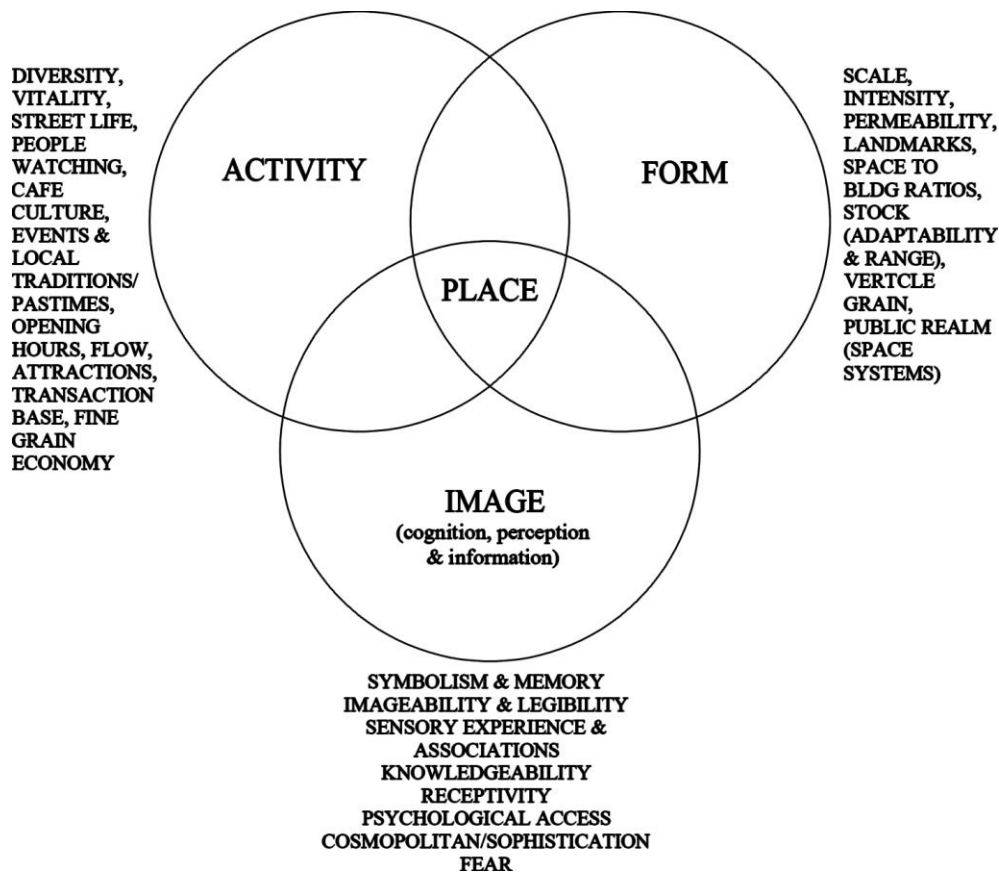 DIVERSITY,
VITALITY,
STREET LIFE,
PEOPLE
WATCHING,
CAFE
CULTURE,
EVENTS &
LOCAL
TRADITIONS/
PASTIMES,
OPENING
HOURS, FLOW,
ATTRACTIONS,
TRANSACTION
BASE, FINE
GRAIN
ECONOMY
ACTIVITY
FORM
PLACE
SCALE,
INTENSITY,
PERMEABILITY,
LANDMARKS,
SPACE TO
BLDG RATIOS,
STOCK
(ADAPTABILITY
& RANGE),
VERTCLE
GRAIN,
PUBLIC REALM
(SPACE
SYSTEMS)
IMAGE
(cognition, perception
& information)
SYMBOLISM & MEMORY
IMAGEABILITY & LEGIBILITY
SENSORY EXPERIENCE &
ASSOCIATIONS
KNOWLEDGEABILITY
RECEPTIVITY
PSYCHOLOGICAL ACCESS
COSMOPOLITAN/SOPHISTICATION
FEAR